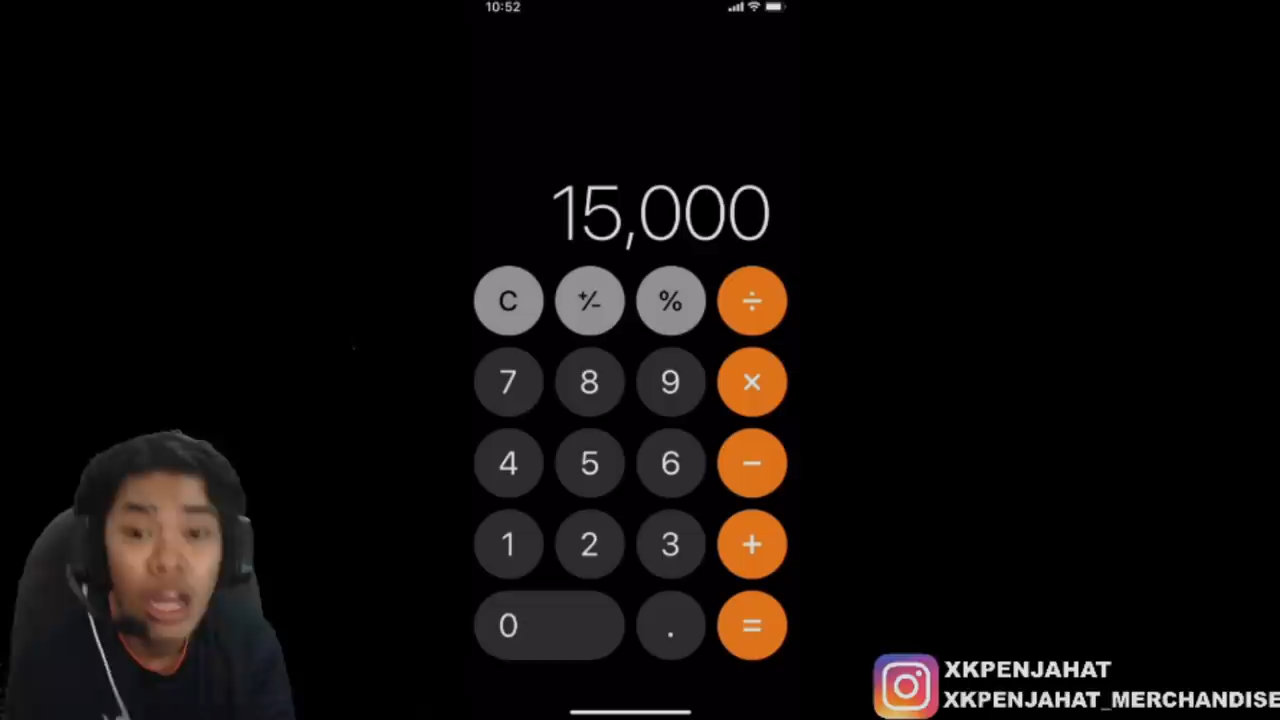 10:52
15,000
C +/- % ÷
7 8 9 ×
4 5 6 −
1 2 3 +
0 . =
XKPENJAHAT
XKPENJAHAT_MERCHANDISE